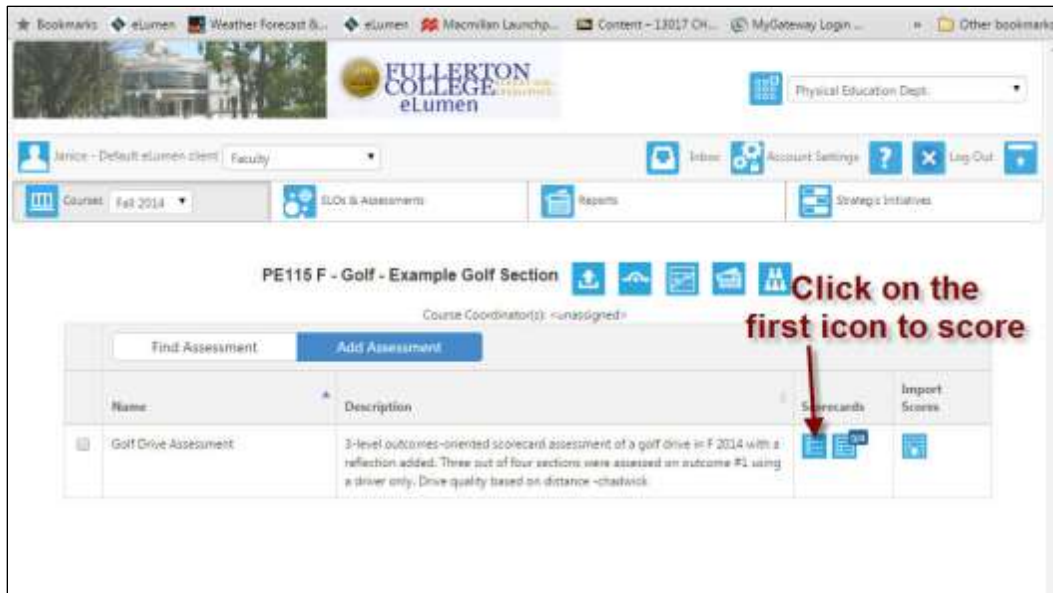 Bookmarks eLumen Weather Forecast &... eLumen Macmillan Launchp... Content – 13017 CH... MyGateway Login ... » Other bookmarks
FULLERTON
COLLEGE
eLumen
Physical Education Dept.
Janice - Default eLumen client Faculty
Inbox Account Settings ? Log Out
Courses Fall 2014 SLOs & Assessments Reports Strategic Initiatives
PE115 F - Golf - Example Golf Section
Click on the
first icon to score
Course Coordinator(s): <unassigned>
Find Assessment Add Assessment
Name Description Scorecards Import Scores
Golf Drive Assessment
3-level outcomes-oriented scorecard assessment of a golf drive in F 2014 with a
reflection added. Three out of four sections were assessed on outcome #1 using
a driver only. Drive quality based on distance -chadwick